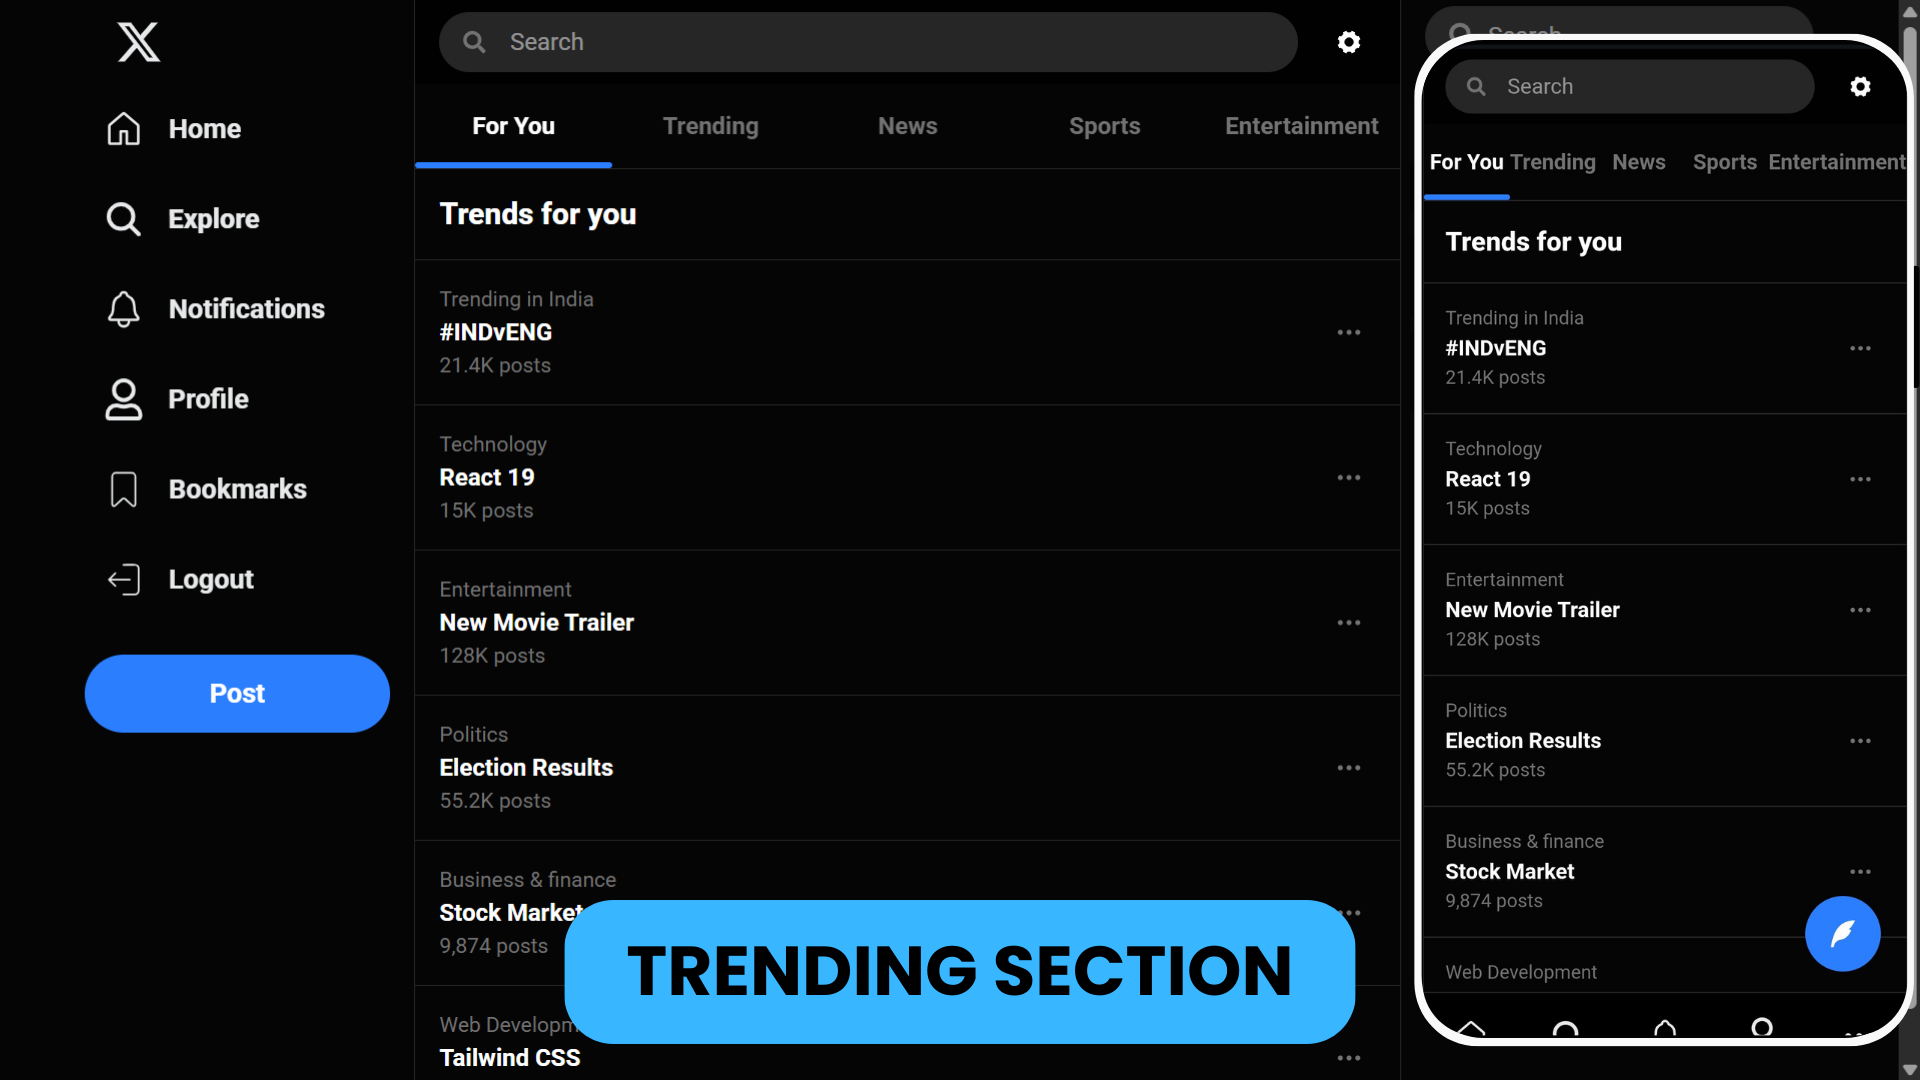 Home
Explore
Notifications
Profile
Bookmarks
Logout
Post
Search
For You Trending News Sports Entertainment
Trends for you
Trending in India
#INDvENG
21.4K posts
Technology
React 19
15K posts
Entertainment
New Movie Trailer
128K posts
Politics
Election Results
55.2K posts
Business & finance
Stock Market
9,874 posts
Web Developm
Tailwind CSS
TRENDING SECTION
Search
Search
For You Trending News Sports Entertainment
Trends for you
Trending in India
#INDvENG
21.4K posts
Technology
React 19
15K posts
Entertainment
New Movie Trailer
128K posts
Politics
Election Results
55.2K posts
Business & finance
Stock Market
9,874 posts
Web Development